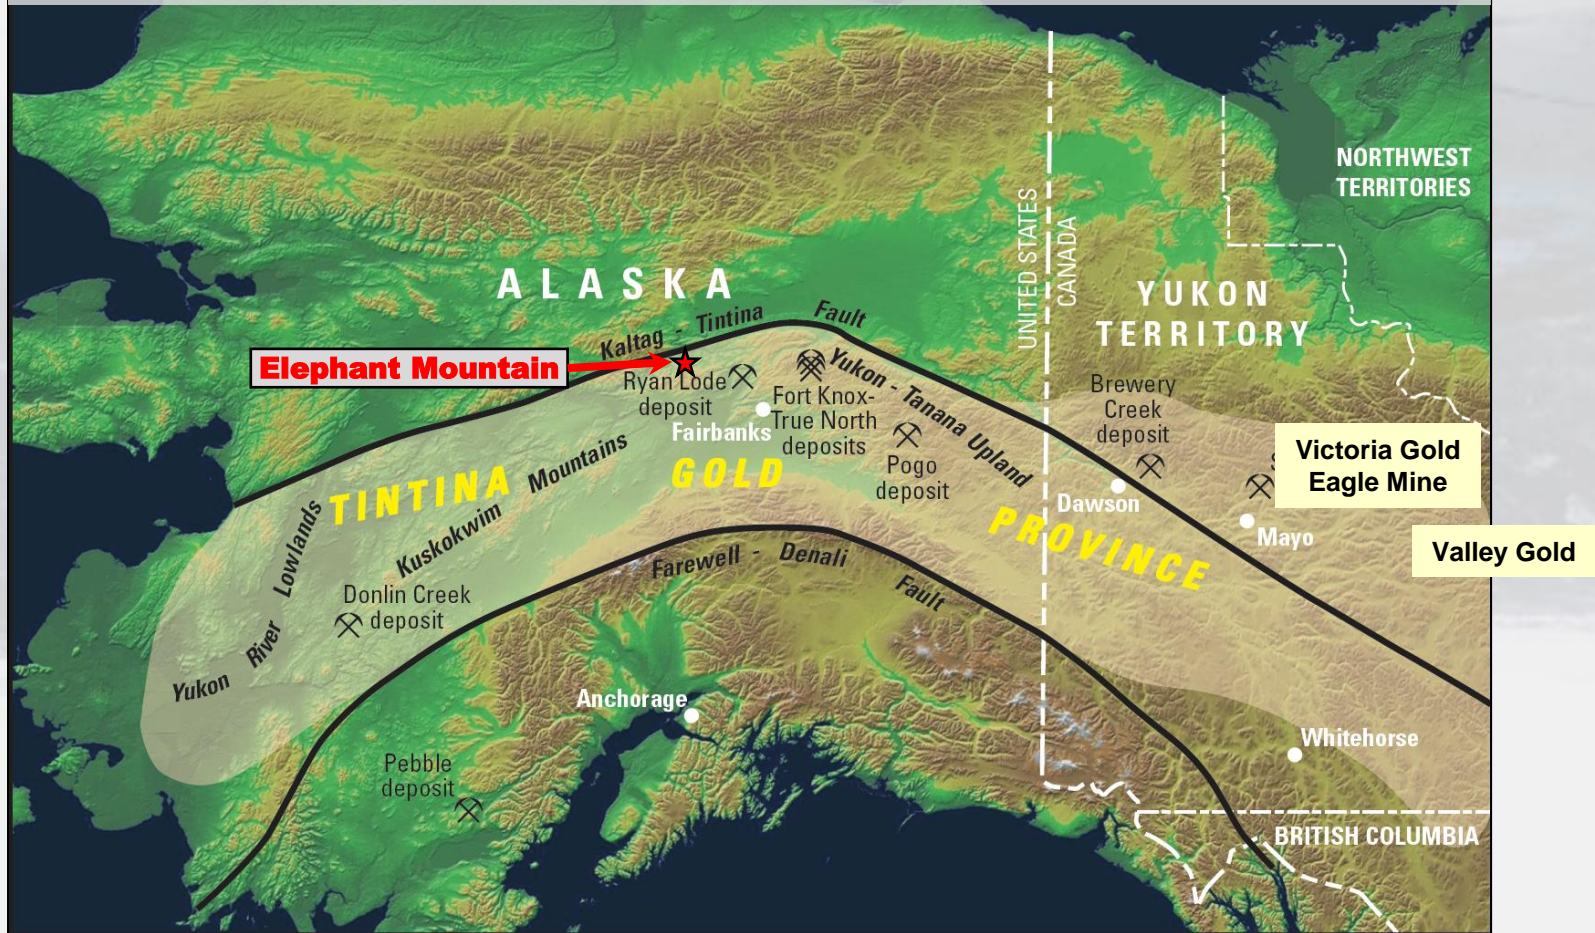 NORTHWEST
TERRITORIES
UNITED STATES
CANADA
ALASKA
YUKON
TERRITORY
Kaltag - Tintina Fault
Elephant Mountain
Ryan Lode
deposit
Fort Knox-
True North
deposits
Fairbanks
Yukon - Tanana Upland
Brewery
Creek
deposit
Pogo
deposit
Victoria Gold
Eagle Mine
Dawson
Mayo
Valley Gold
TINTINA GOLD PROVINCE
Kuskokwim Mountains
Yukon River Lowlands
Farewell - Denali Fault
Donlin Creek
deposit
Anchorage
Pebble
deposit
Whitehorse
BRITISH COLUMBIA